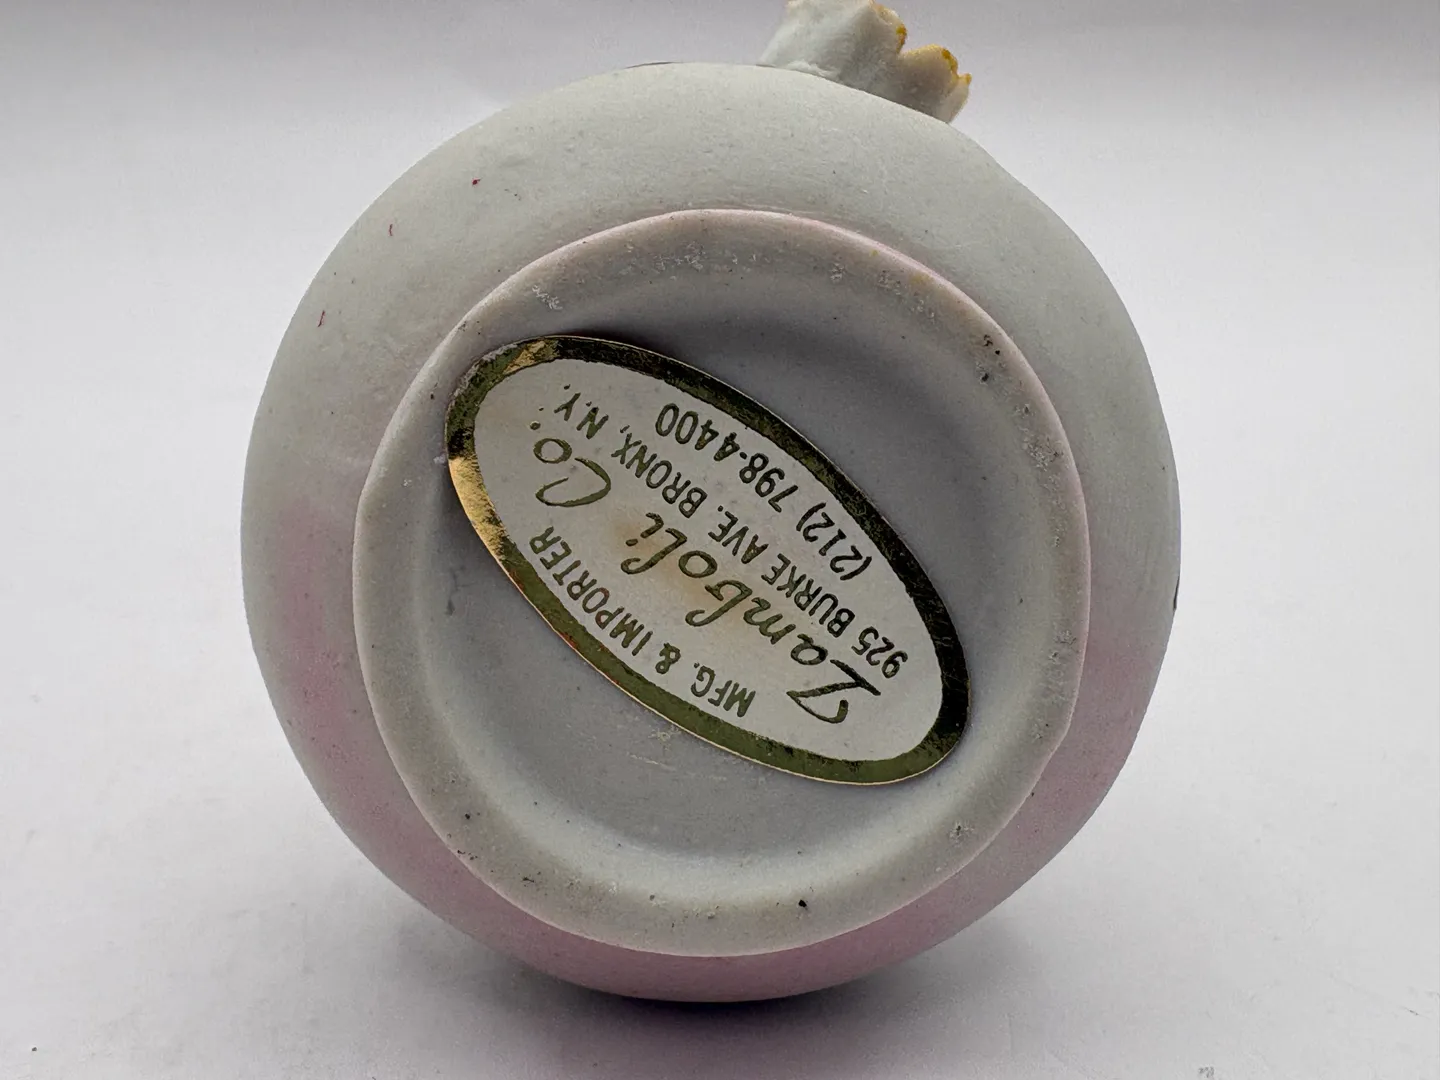 MFG. & IMPORTER
Zamboli Co.
925 BURKE AVE. BRONX, N.Y.
(212) 798-4400